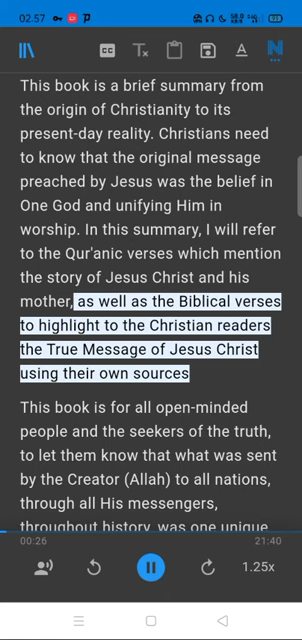 02.57
CC
This book is a brief summary from
the origin of Christianity to its
present-day reality. Christians need
to know that the original message
preached by Jesus was the belief in
One God and unifying Him in
worship. In this summary, I will refer
to the Qur'anic verses which mention
the story of Jesus Christ and his
mother, as well as the Biblical verses
to highlight to the Christian readers
the True Message of Jesus Christ
using their own sources
This book is for all open-minded
people and the seekers of the truth,
to let them know that what was sent
by the Creator (Allah) to all nations,
through all His messengers,
throughout history, was one unique
00:26 21:40
1.25x